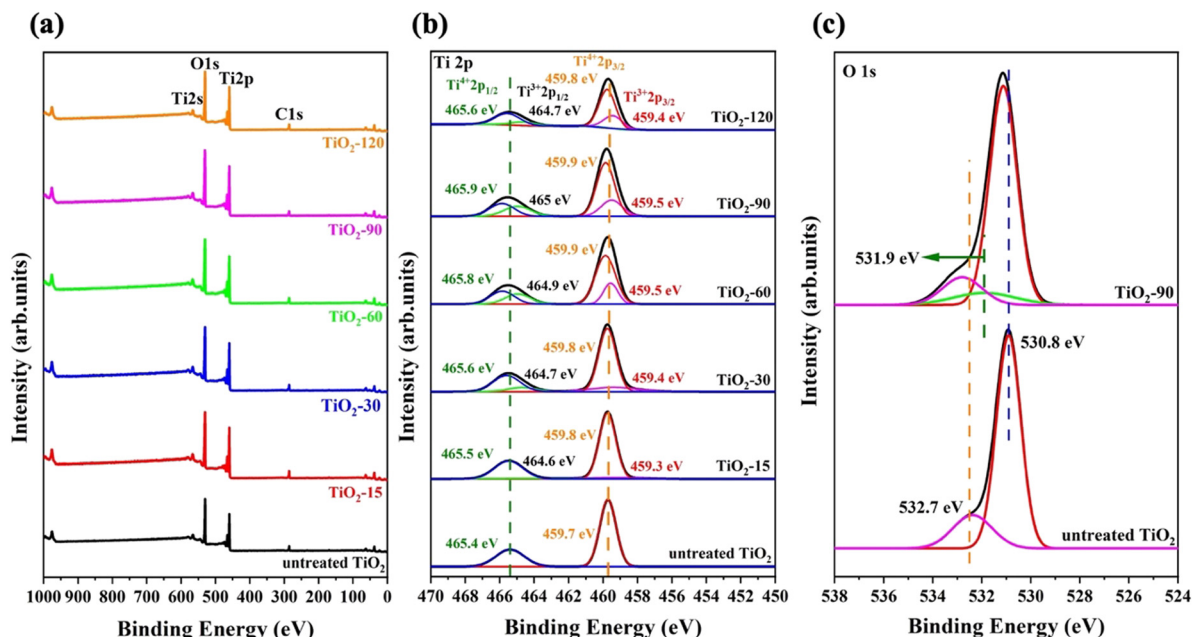 (a)
O1s
Ti2s
Ti2p
C1s
TiO₂-120
TiO₂-90
TiO₂-60
TiO₂-30
TiO₂-15
untreated TiO₂
Intensity (arb.units)
1000 900 800 700 600 500 400 300 200 100 0
Binding Energy (eV)
(b)
Ti 2p
Ti⁴⁺2p₁/₂
465.6 eV
Ti³⁺2p₁/₂
464.7 eV
Ti⁴⁺2p₃/₂
459.8 eV
Ti³⁺2p₃/₂
459.4 eV
TiO₂-120
465.9 eV
465 eV
459.9 eV
459.5 eV
TiO₂-90
465.8 eV
464.9 eV
459.9 eV
459.5 eV
TiO₂-60
465.6 eV
464.7 eV
459.8 eV
459.4 eV
TiO₂-30
465.5 eV
464.6 eV
459.8 eV
459.3 eV
TiO₂-15
465.4 eV
459.7 eV
untreated TiO₂
Intensity (arb.units)
470 468 466 464 462 460 458 456 454 452 450
Binding Energy (eV)
(c)
O 1s
531.9 eV
TiO₂-90
530.8 eV
532.7 eV
untreated TiO₂
Intensity (arb.units)
538 536 534 532 530 528 526 524
Binding Energy (eV)